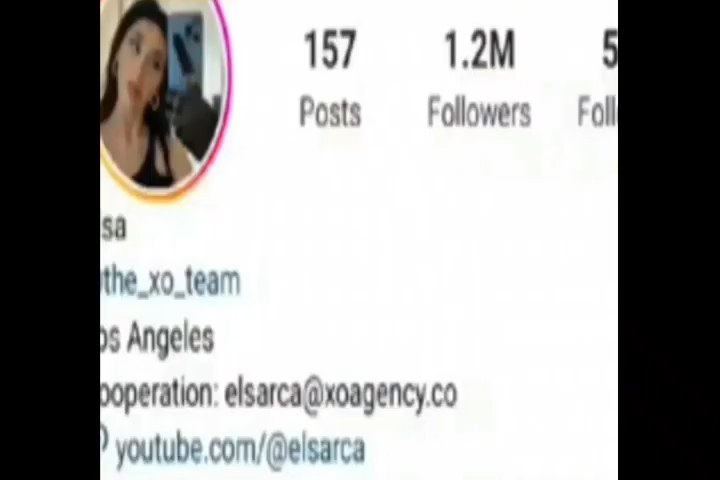 157 1.2M 5
Posts Followers Foll
sa
the_xo_team
os Angeles
ooperation: elsarca@xoagency.co
youtube.com/@elsarca